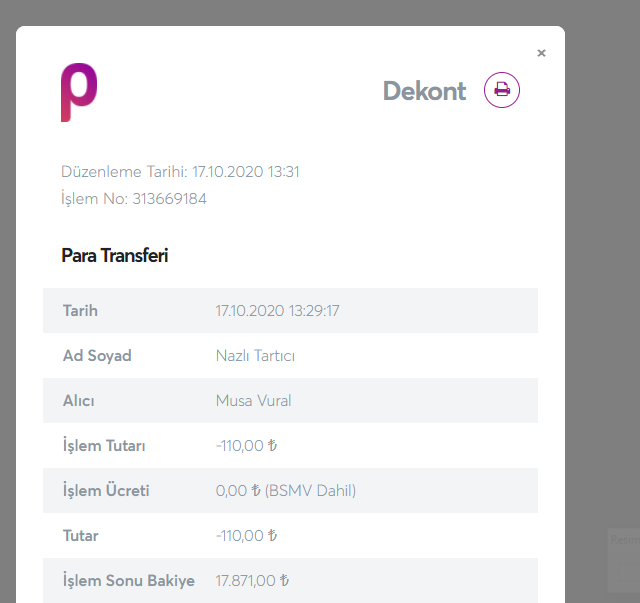 ×
p
Dekont
Düzenleme Tarihi: 17.10.2020 13:31
İşlem No: 313669184
Para Transferi
Tarih 17.10.2020 13:29:17
Ad Soyad Nazlı Tartıcı
Alıcı Musa Vural
İşlem Tutarı -110,00 ₺
İşlem Ücreti 0,00 ₺ (BSMV Dahil)
Tutar -110,00 ₺
İşlem Sonu Bakiye 17.871,00 ₺